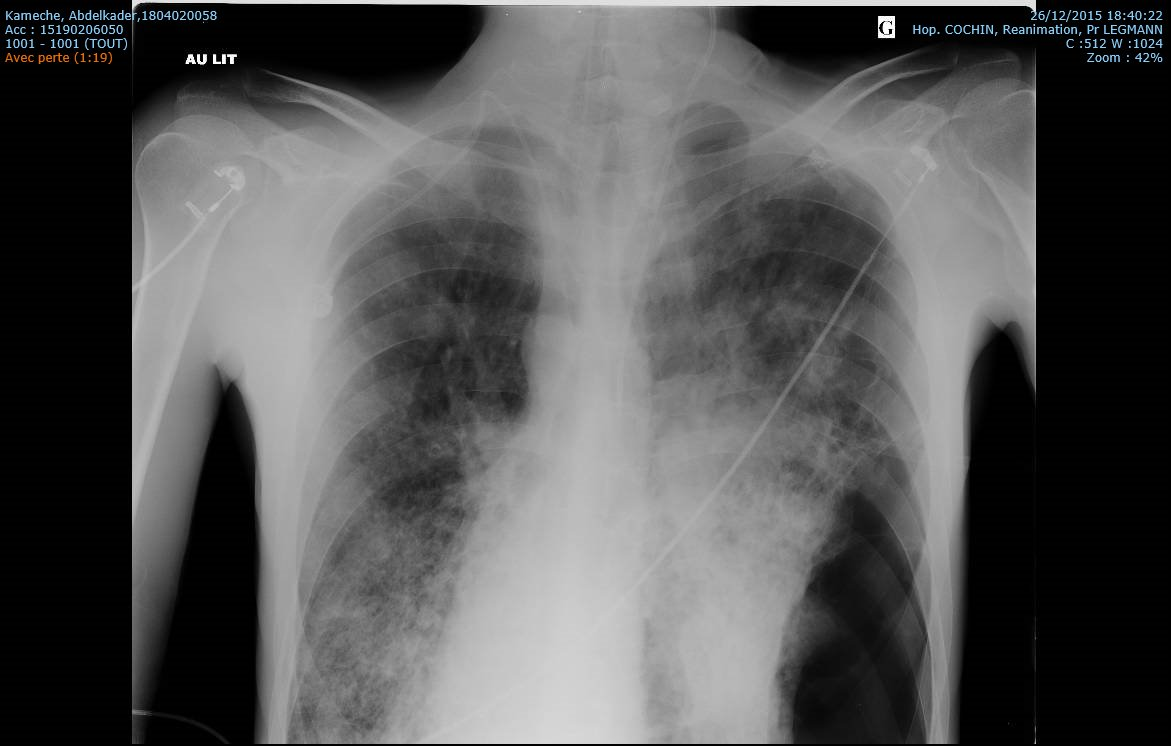 Kameche, Abdelkader,1804020058
Acc : 15190206050
1001 - 1001 (TOUT)
Avec perte (1:19)
AU LIT
G
26/12/2015 18:40:22
Hop. COCHIN, Reanimation, Pr LEGMANN
C :512 W :1024
Zoom : 42%